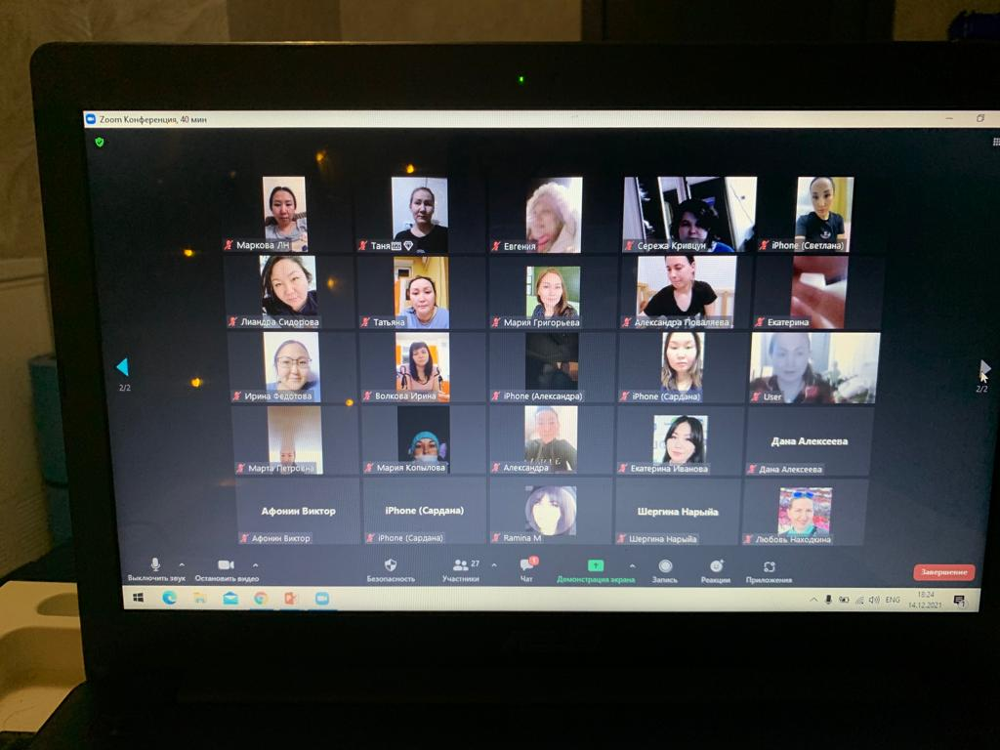 Zoom Конференция, 40 мин
Маркова ЛН
Таня
Евгения
Сережа Кривцун
iPhone (Светлана)
Лиандра Сидорова
Татьяна
Мария Григорьева
Александра Поваляева
Екатерина
2/2
2/2
Ирина Федотова
Волкова Ирина
iPhone (Александра)
iPhone (Сардана)
User
Марта Петровна
Мария Копылова
Александра
Екатерина Иванова
Дана Алексеева
Дана Алексеева
Афонин Виктор
iPhone (Сардана)
Шергина Нарыйа
Афонин Виктор
iPhone (Сардана)
Ramina M
Шергина Нарыйа
Любовь Находкина
27
1
Выключить звук
Остановить видео
Безопасность
Участники
Чат
Демонстрация экрана
Запись
Реакции
Приложения
Завершение
ENG
18:24
14.12.2021